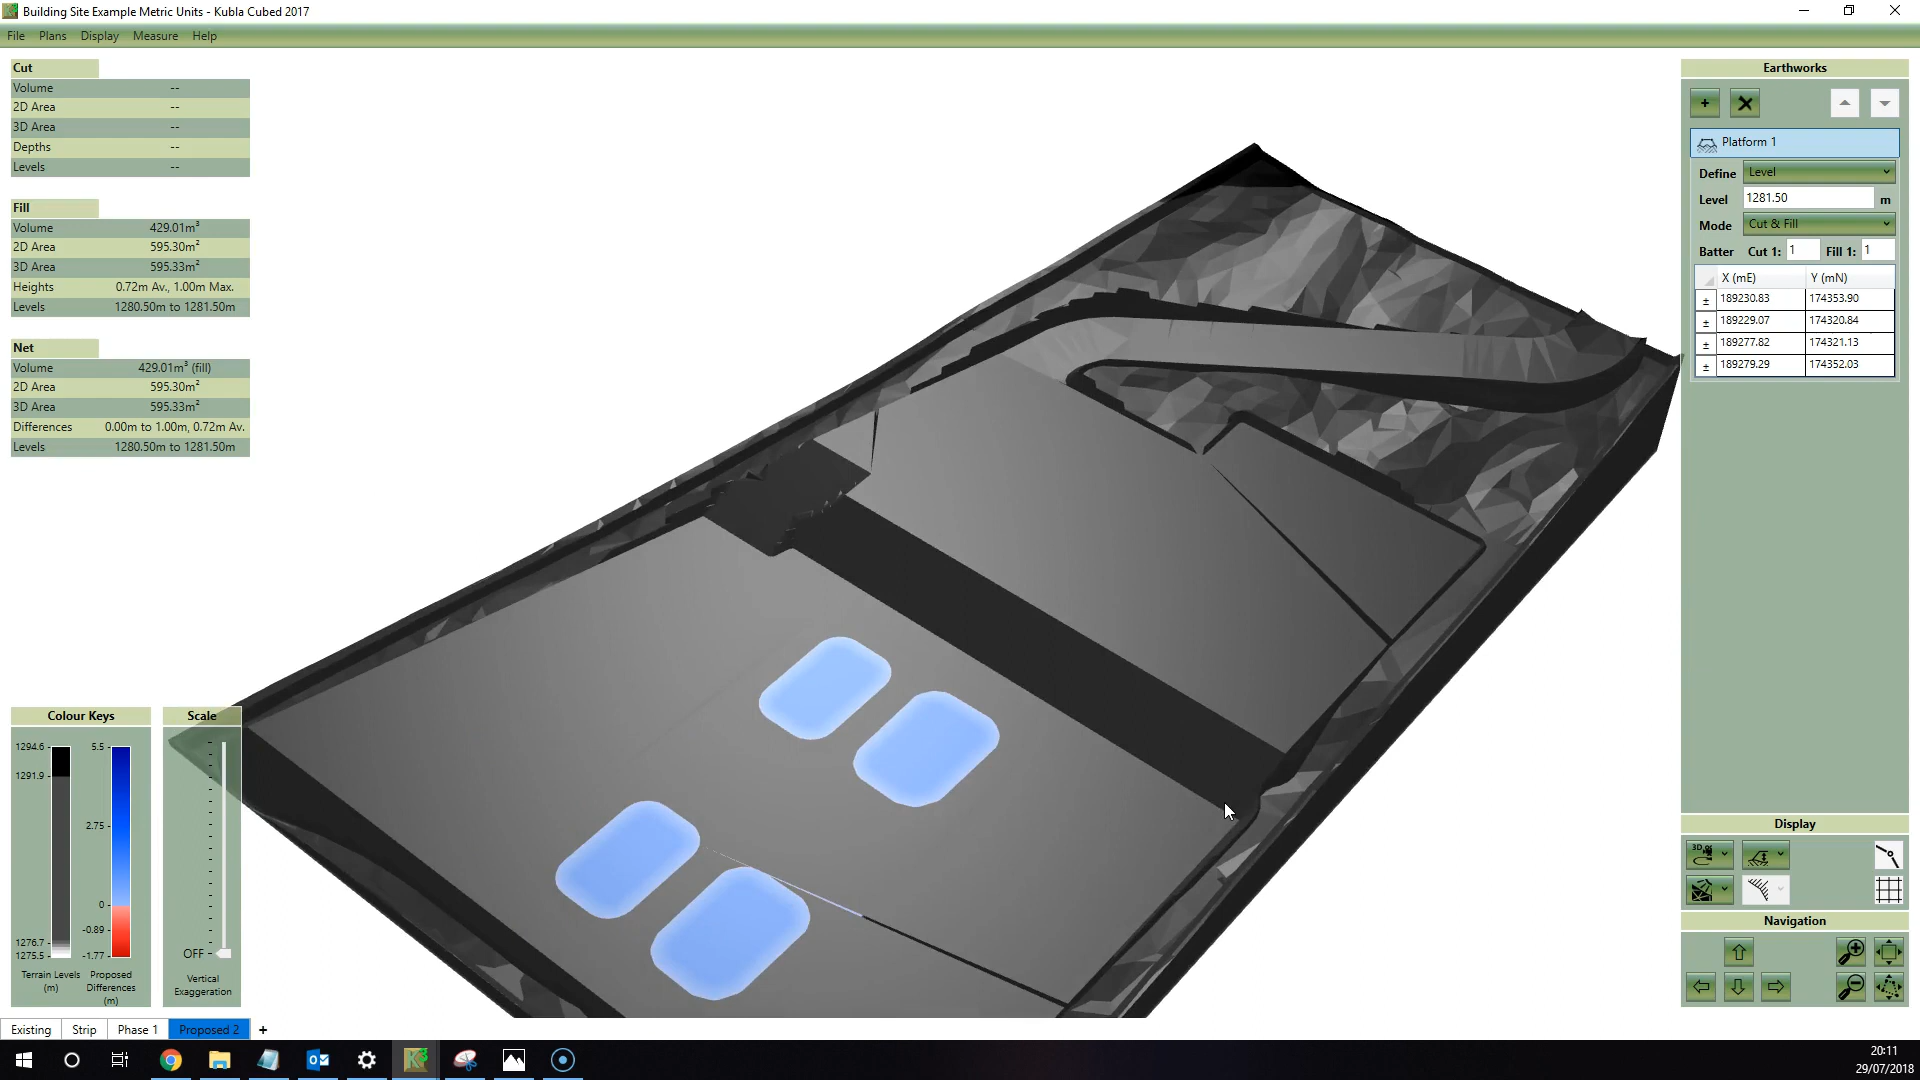 Building Site Example Metric Units - Kubla Cubed 2017
File Plans Display Measure Help
Cut
Volume --
2D Area --
3D Area --
Depths --
Levels --
Fill
Volume 429.01m³
2D Area 595.30m²
3D Area 595.33m²
Heights 0.72m Av., 1.00m Max.
Levels 1280.50m to 1281.50m
Net
Volume 429.01m³ (fill)
2D Area 595.30m²
3D Area 595.33m²
Differences 0.00m to 1.00m, 0.72m Av.
Levels 1280.50m to 1281.50m
Earthworks
+
Platform 1
Define Level
Level 1281.50 m
Mode Cut & Fill
Batter Cut 1: 1 Fill 1: 1
X (mE) Y (mN)
± 189230.83 174353.90
± 189229.07 174320.84
± 189277.82 174321.13
± 189279.29 174352.03
Colour Keys
1294.6
1291.9
1276.7
1275.5
5.5
2.75
0
-0.89
-1.77
Terrain Levels (m)
Proposed Differences (m)
Scale
OFF
Vertical Exaggeration
Display
3D
Navigation
Existing Strip Phase 1 Proposed 2 +
20:11
29/07/2018